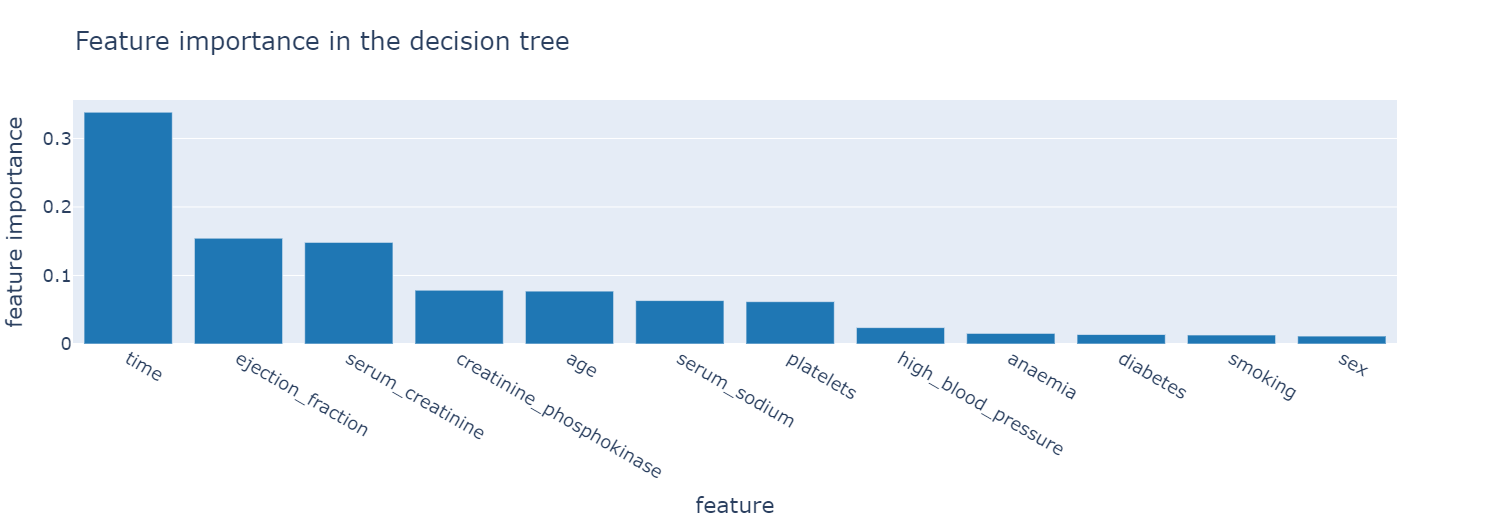 Feature importance in the decision tree
feature importance
0.3
0.2
0.1
0
time
ejection_fraction
serum_creatinine
creatinine_phosphokinase
age
serum_sodium
platelets
high_blood_pressure
anaemia
diabetes
smoking
sex
feature